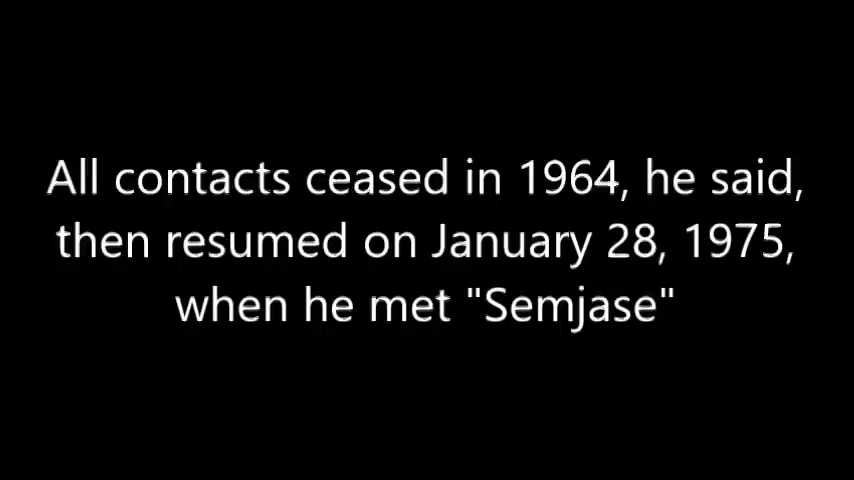 All contacts ceased in 1964, he said,
then resumed on January 28, 1975,
when he met "Semjase"